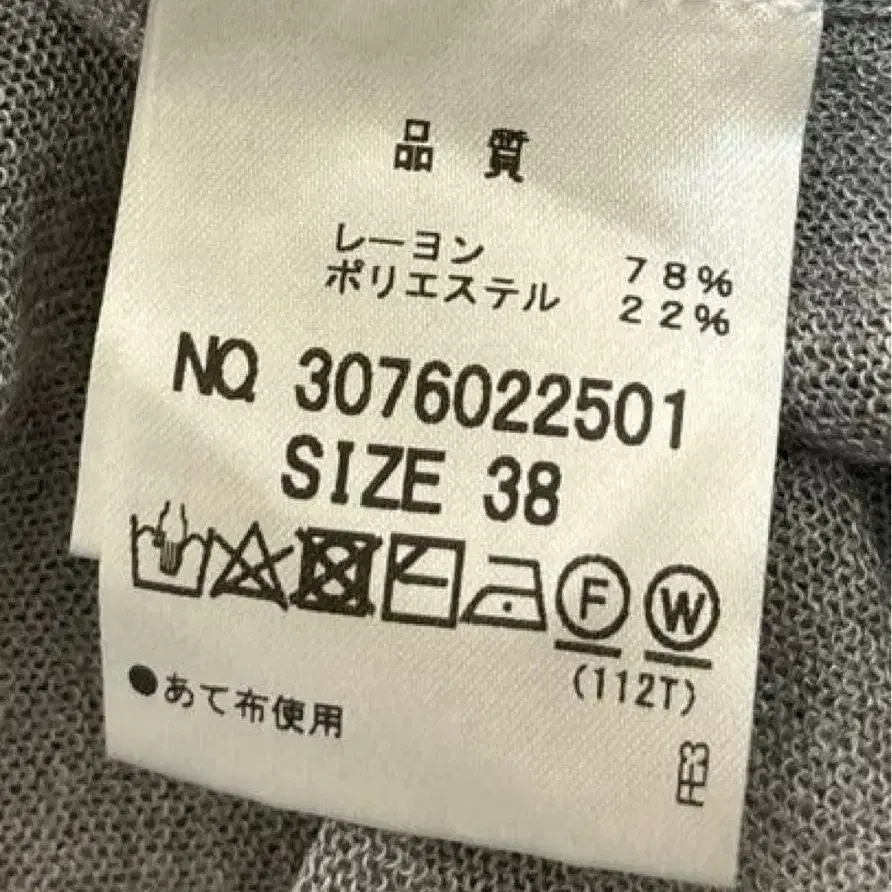 品質
レーヨン 78%
ポリエステル 22%
NO 3076022501
SIZE 38
F W
(112T)
●あて布使用